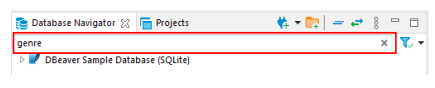 Database Navigator Projects
genre
DBeaver Sample Database (SQLite)